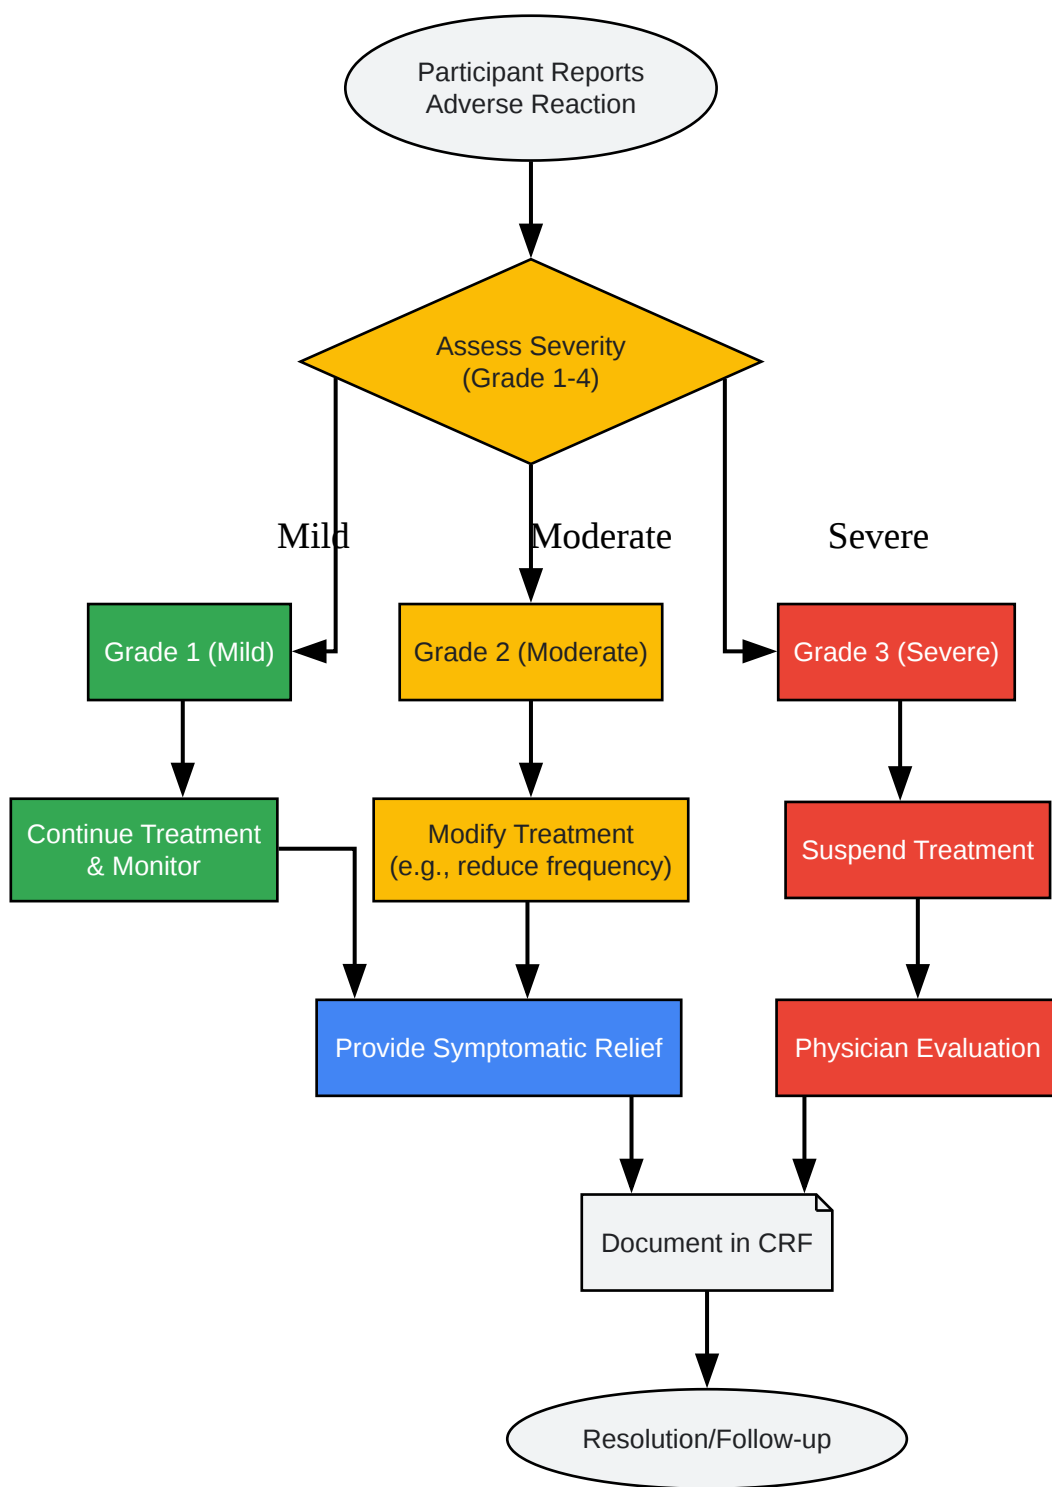 Participant Reports
Adverse Reaction
Assess Severity
(Grade 1-4)
Mild
Moderate
Severe
Grade 1 (Mild)
Grade 2 (Moderate)
Grade 3 (Severe)
Continue Treatment
& Monitor
Modify Treatment
(e.g., reduce frequency)
Suspend Treatment
Provide Symptomatic Relief
Physician Evaluation
Document in CRF
Resolution/Follow-up